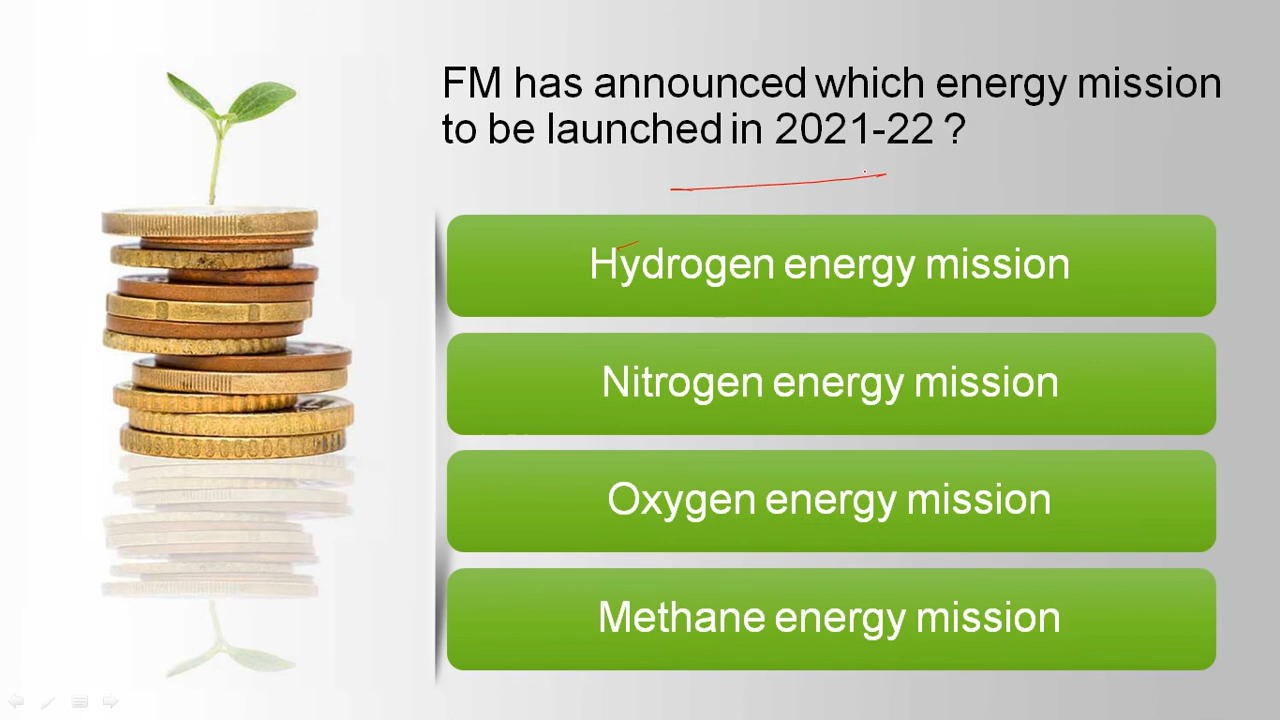 FM has announced which energy mission
to be launched in 2021-22 ?
Hydrogen energy mission
Nitrogen energy mission
Oxygen energy mission
Methane energy mission